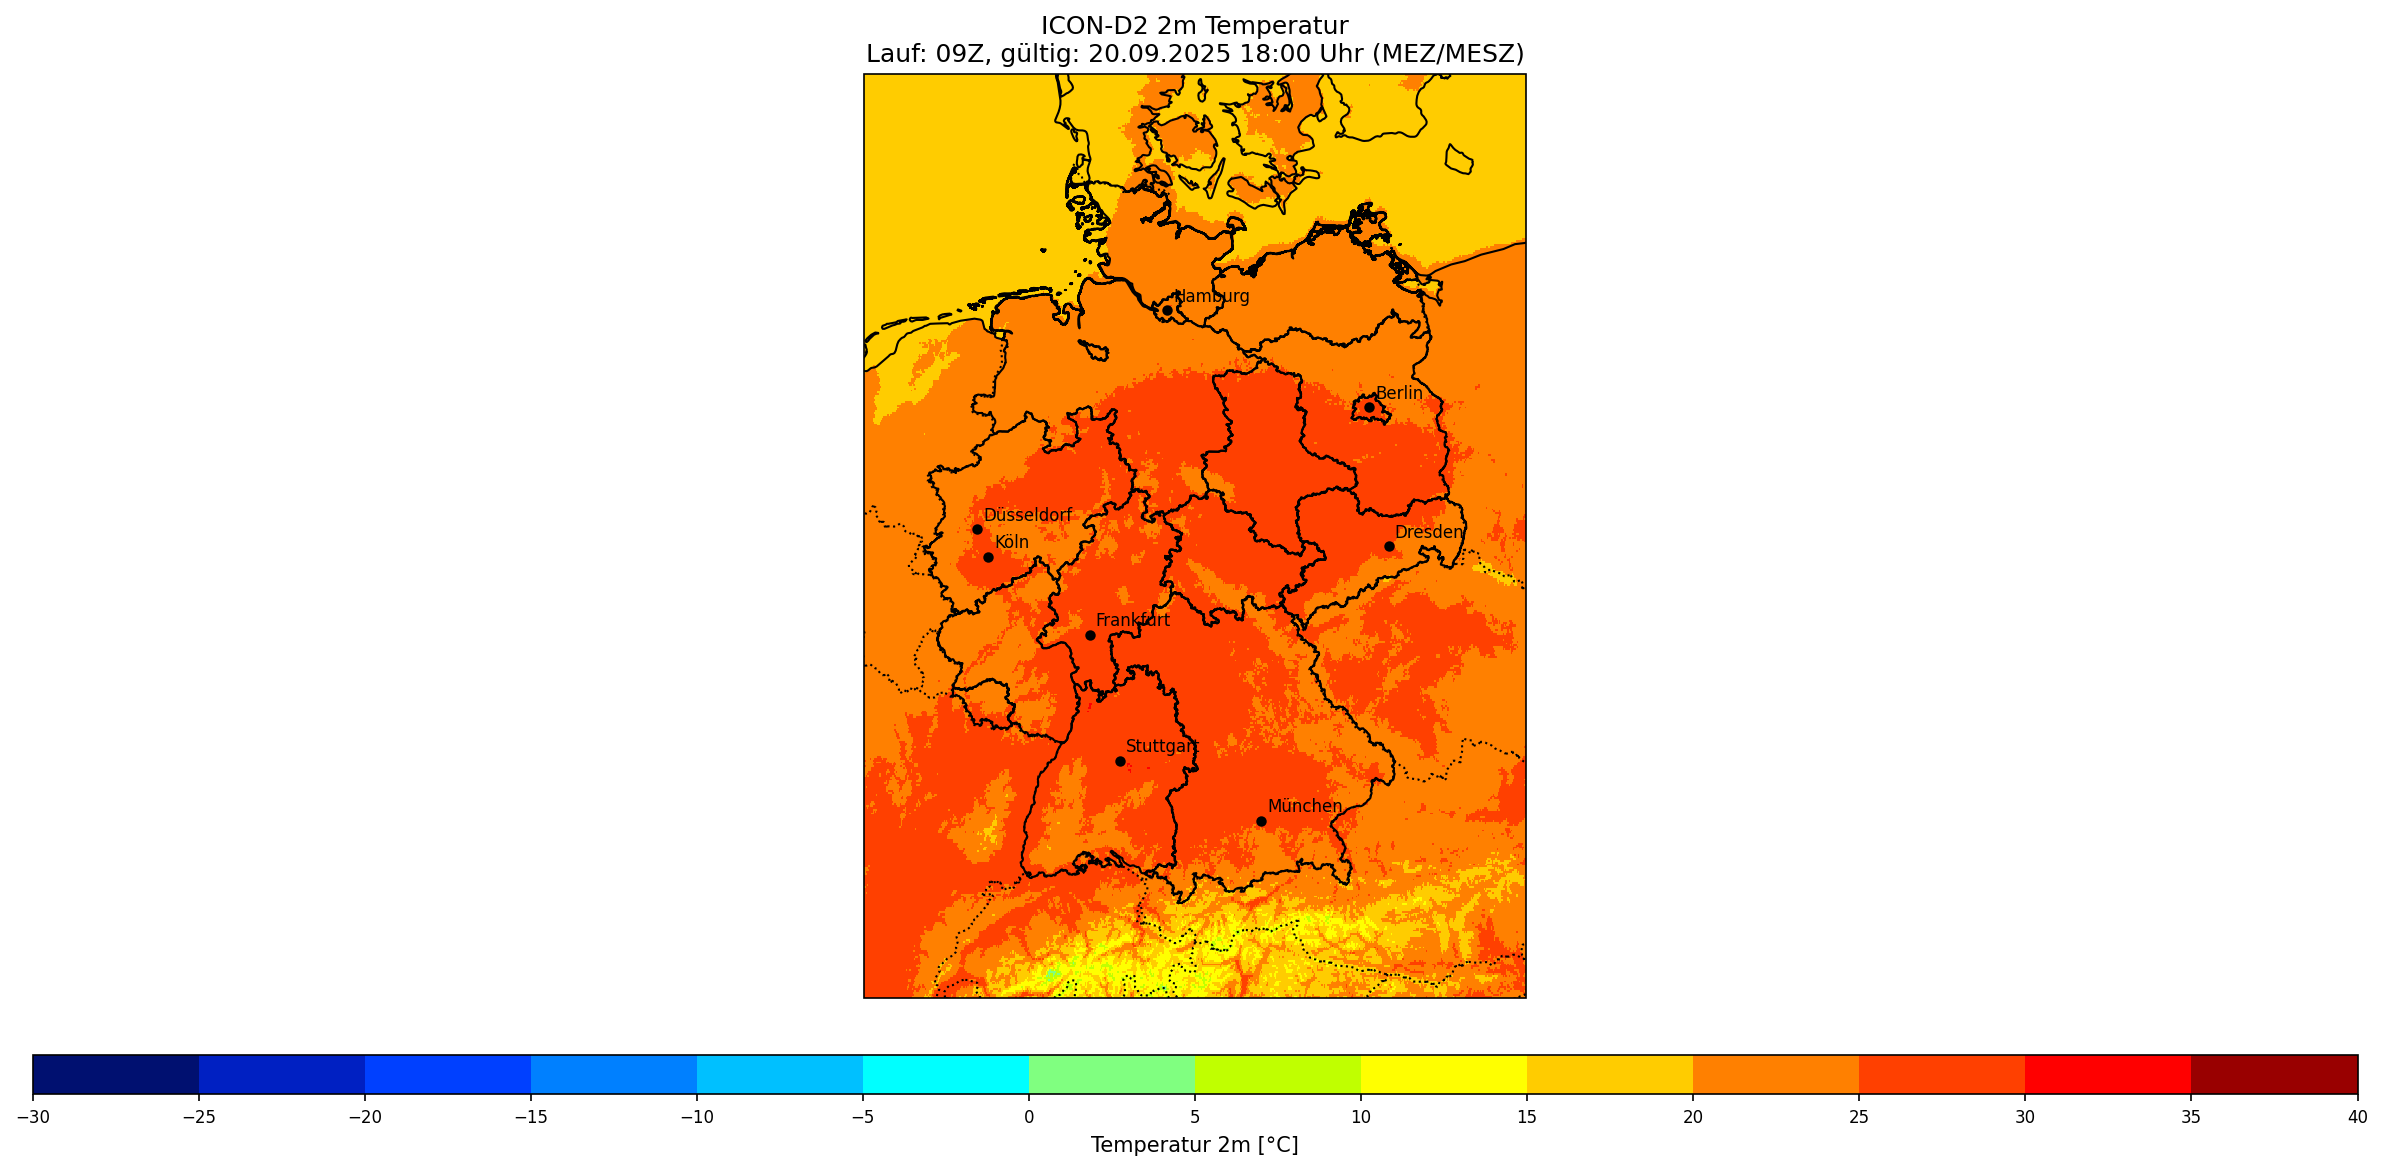 ICON-D2 2m Temperatur
Lauf: 09Z, gültig: 20.09.2025 18:00 Uhr (MEZ/MESZ)
Hamburg
Berlin
Düsseldorf
Köln
Dresden
Frankfurt
Stuttgart
München
−30 −25 −20 −15 −10 −5 0 5 10 15 20 25 30 35 40
Temperatur 2m [°C]